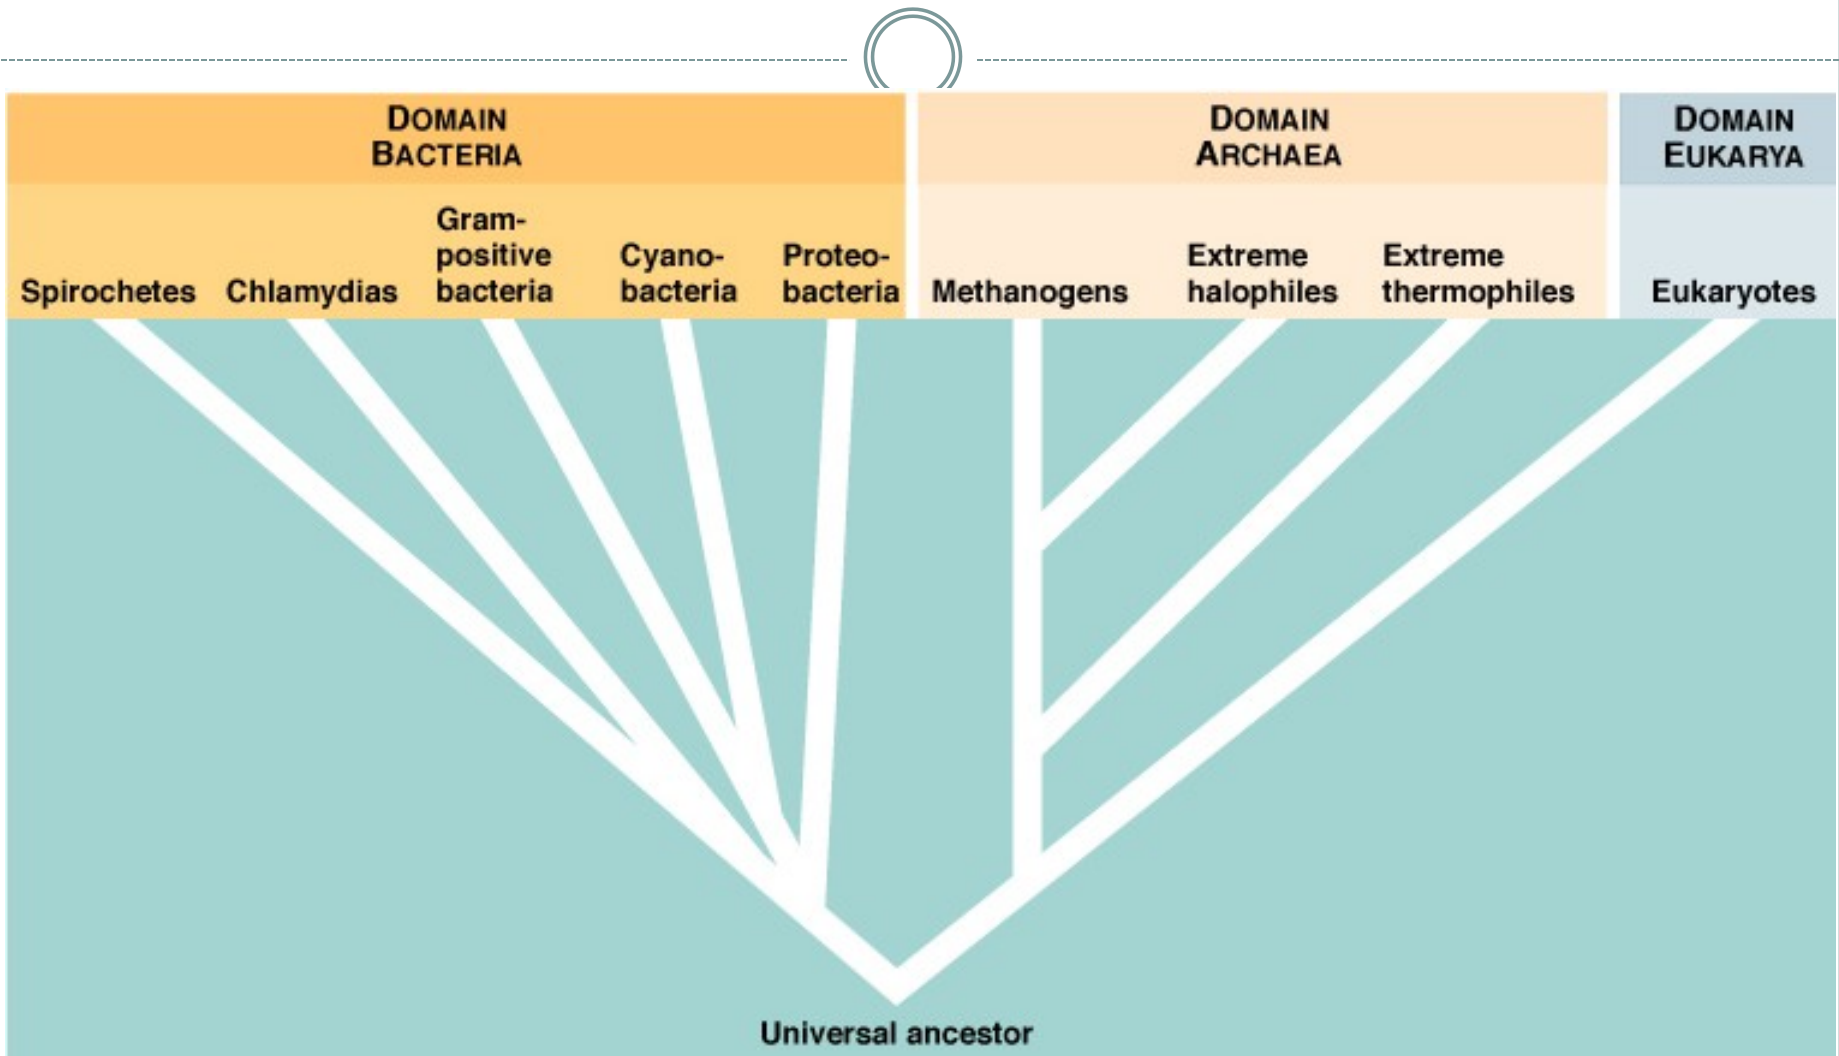 DOMAIN
BACTERIA
DOMAIN
ARCHAEA
DOMAIN
EUKARYA
Spirochetes
Chlamydias
Gram-
positive
bacteria
Cyano-
bacteria
Proteo-
bacteria
Methanogens
Extreme
halophiles
Extreme
thermophiles
Eukaryotes
Universal ancestor